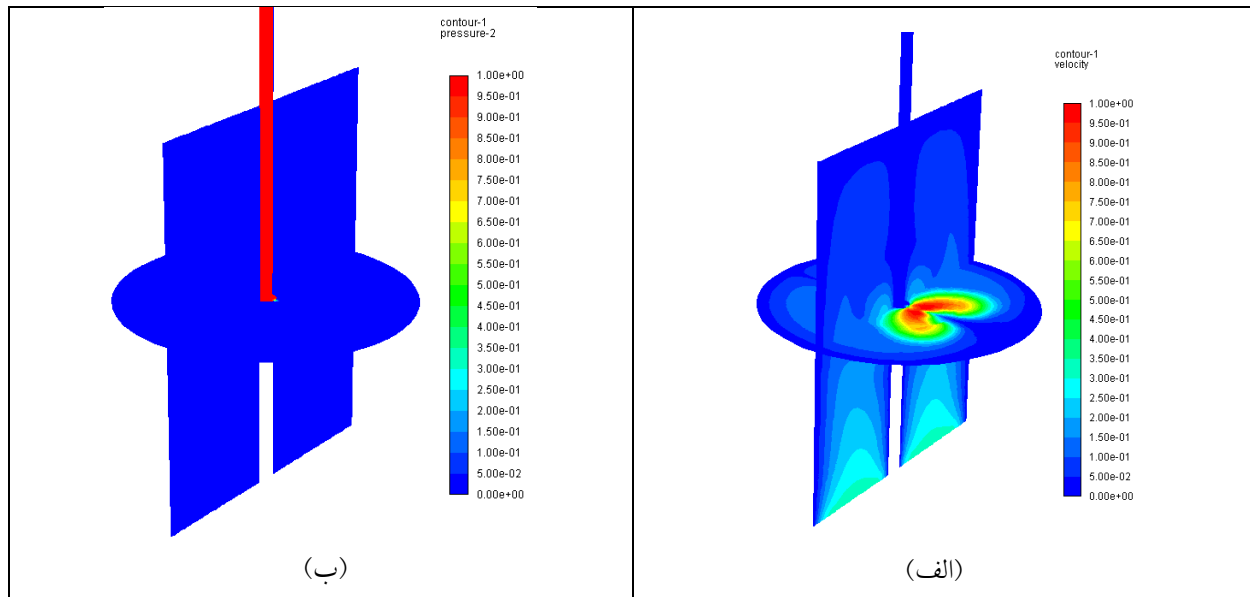 contour-1
pressure-2
1.00e+00
9.50e-01
9.00e-01
8.50e-01
8.00e-01
7.50e-01
7.00e-01
6.50e-01
6.00e-01
5.50e-01
5.00e-01
4.50e-01
4.00e-01
3.50e-01
3.00e-01
2.50e-01
2.00e-01
1.50e-01
1.00e-01
5.00e-02
0.00e+00
(ب)
contour-1
velocity
1.00e+00
9.50e-01
9.00e-01
8.50e-01
8.00e-01
7.50e-01
7.00e-01
6.50e-01
6.00e-01
5.50e-01
5.00e-01
4.50e-01
4.00e-01
3.50e-01
3.00e-01
2.50e-01
2.00e-01
1.50e-01
1.00e-01
5.00e-02
0.00e+00
(الف)